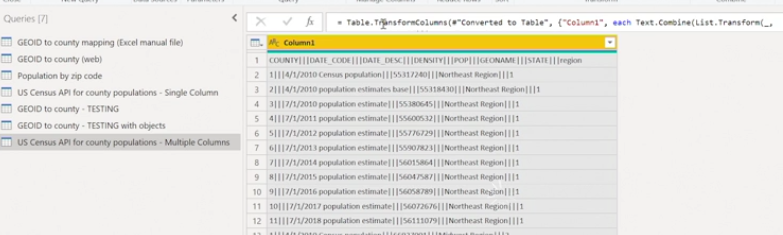 Queries [7]
GEOID to county mapping (Excel manual file)
GEOID to county (web)
Population by zip code
US Census API for county populations - Single Column
GEOID to county - TESTING
GEOID to county - TESTING with objects
US Census API for county populations - Multiple Columns
fx
= Table.TransformColumns(#"Converted to Table", {"Column1", each Text.Combine(List.Transform(_,
Column1
1 COUNTY|||DATE_CODE|||DATE_DESC|||DENSITY|||POP|||GEONAME|||STATE|||region
2 1|||4/1/2010 Census population|||55317240|||Northeast Region|||1
3 2|||4/1/2010 population estimates base|||55318430|||Northeast Region|||1
4 3|||7/1/2010 population estimate|||55380645|||Northeast Region|||1
5 4|||7/1/2011 population estimate|||55600532|||Northeast Region|||1
6 5|||7/1/2012 population estimate|||55776729|||Northeast Region|||1
7 6|||7/1/2013 population estimate|||55907823|||Northeast Region|||1
8 7|||7/1/2014 population estimate|||56015864|||Northeast Region|||1
9 8|||7/1/2015 population estimate|||56047587|||Northeast Region|||1
10 9|||7/1/2016 population estimate|||56058789|||Northeast Region|||1
11 10|||7/1/2017 population estimate|||56072676|||Northeast Region|||1
12 11|||7/1/2018 population estimate|||56111079|||Northeast Region|||1